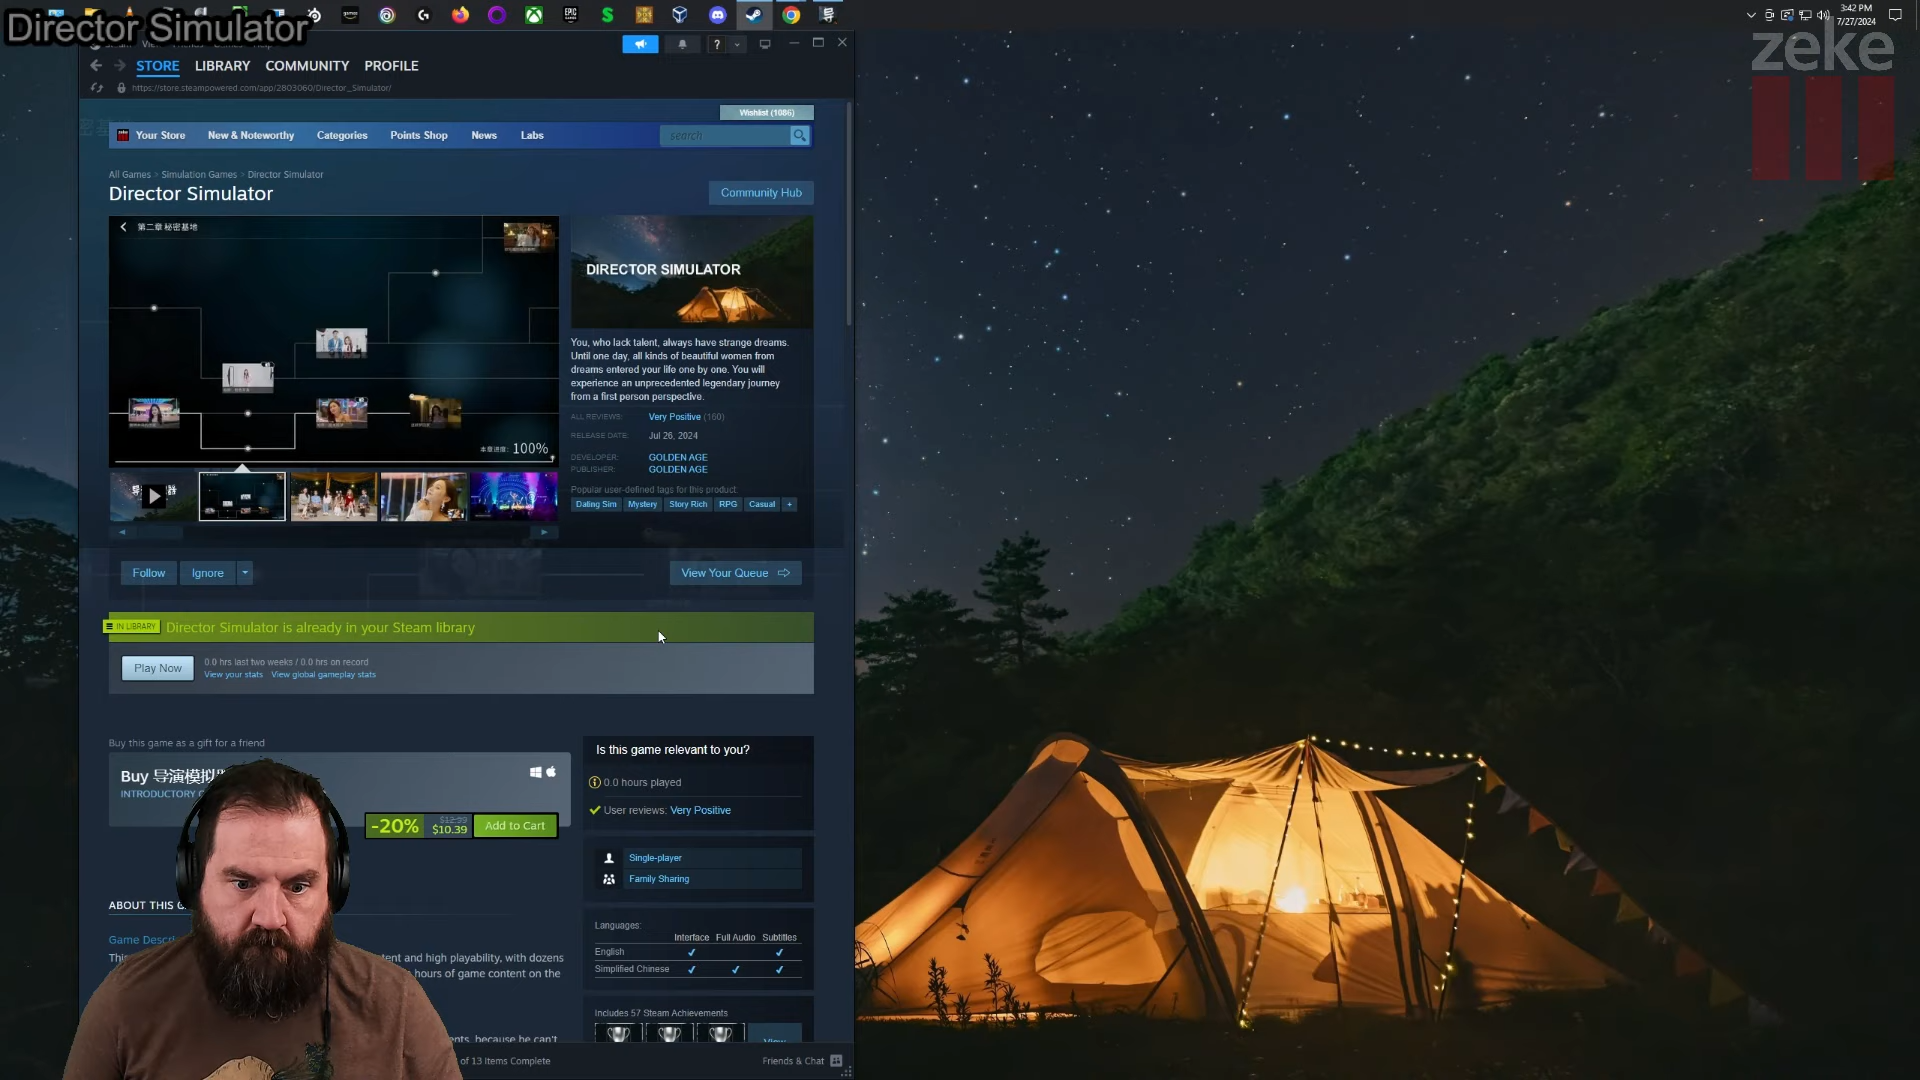 Director Simulator
3:42 PM
7/27/2024
zeke
STORE LIBRARY COMMUNITY PROFILE
https://store.steampowered.com/app/2803060/Director_Simulator/
Wishlist (1086)
Your Store New & Noteworthy Categories Points Shop News Labs search
All Games > Simulation Games > Director Simulator
Director Simulator
Community Hub
第二章 秘密基地
DIRECTOR SIMULATOR
You, who lack talent, always have strange dreams.
Until one day, all kinds of beautiful women from
dreams entered your life one by one. You will
experience an unprecedented legendary journey
from a first person perspective.
ALL REVIEWS: Very Positive (160)
RELEASE DATE: Jul 26, 2024
DEVELOPER: GOLDEN AGE
PUBLISHER: GOLDEN AGE
Popular user-defined tags for this product:
Dating Sim Mystery Story Rich RPG Casual +
本章进度: 100%
Follow Ignore View Your Queue
IN LIBRARY Director Simulator is already in your Steam library
Play Now
0.0 hrs last two weeks / 0.0 hrs on record
View your stats View global gameplay stats
Buy this game as a gift for a friend
Buy 导演模拟
INTRODUCTORY
-20% $12.99 $10.39 Add to Cart
Is this game relevant to you?
0.0 hours played
User reviews: Very Positive
Single-player
Family Sharing
Languages:
Interface Full Audio Subtitles
English
Simplified Chinese
Includes 57 Steam Achievements
View
ABOUT THIS
Game Descri
and high playability, with dozens
hours of game content on the
because he can't
of 13 Items Complete
Friends & Chat